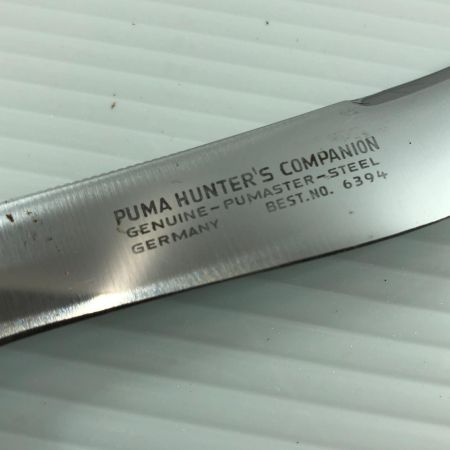 PUMA HUNTER'S COMPANION
GENUINE-PUMASTER-STEEL
GERMANY BEST.NO. 6394